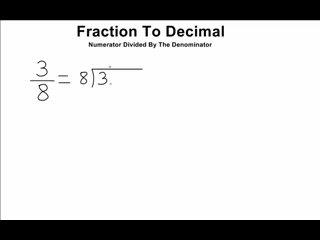 Fraction To Decimal
Numerator Divided By The Denominator
3/8 = 8)3.